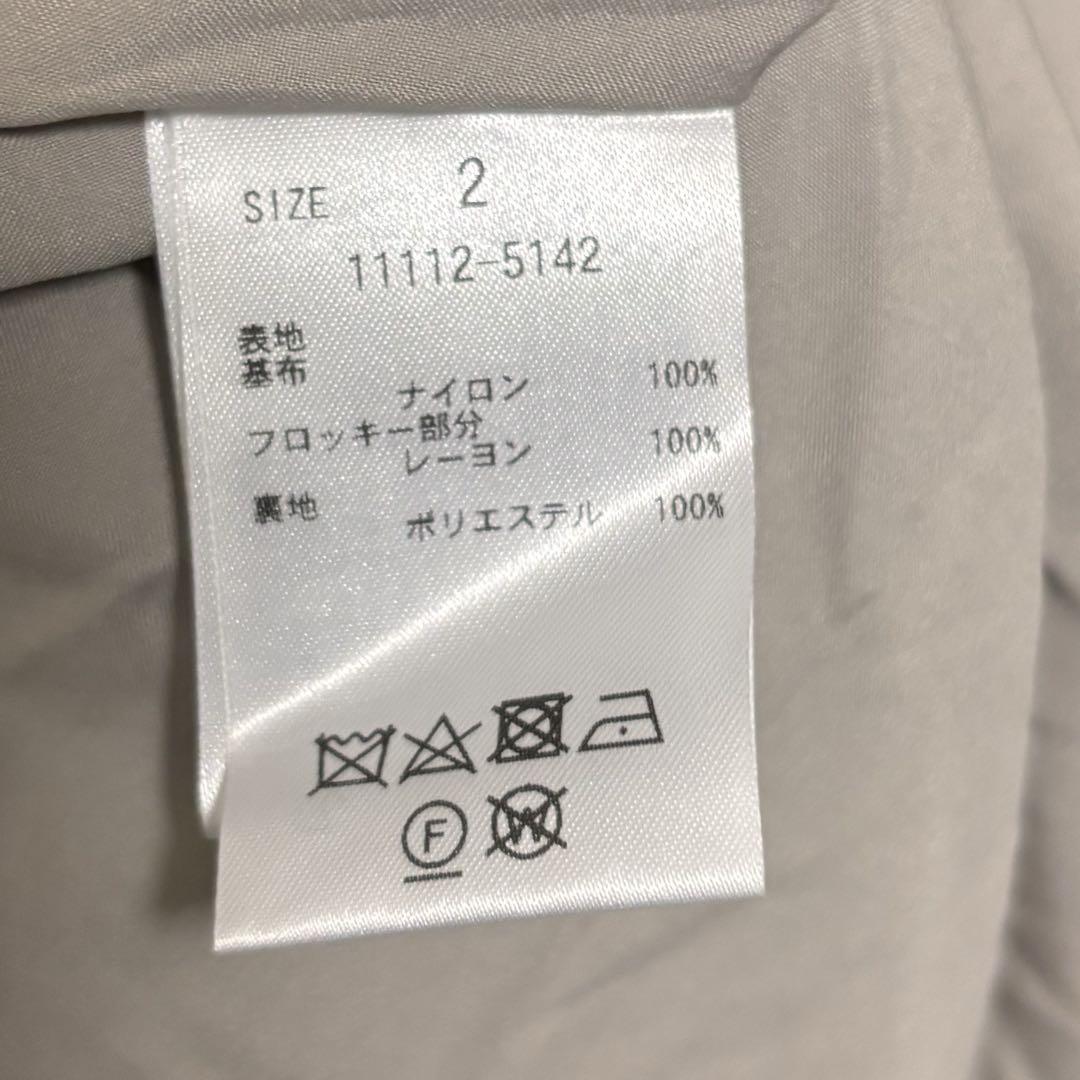 SIZE 2
11112-5142
表地
基布
ナイロン 100%
フロッキー部分
レーヨン 100%
裏地
ポリエステル 100%
F W